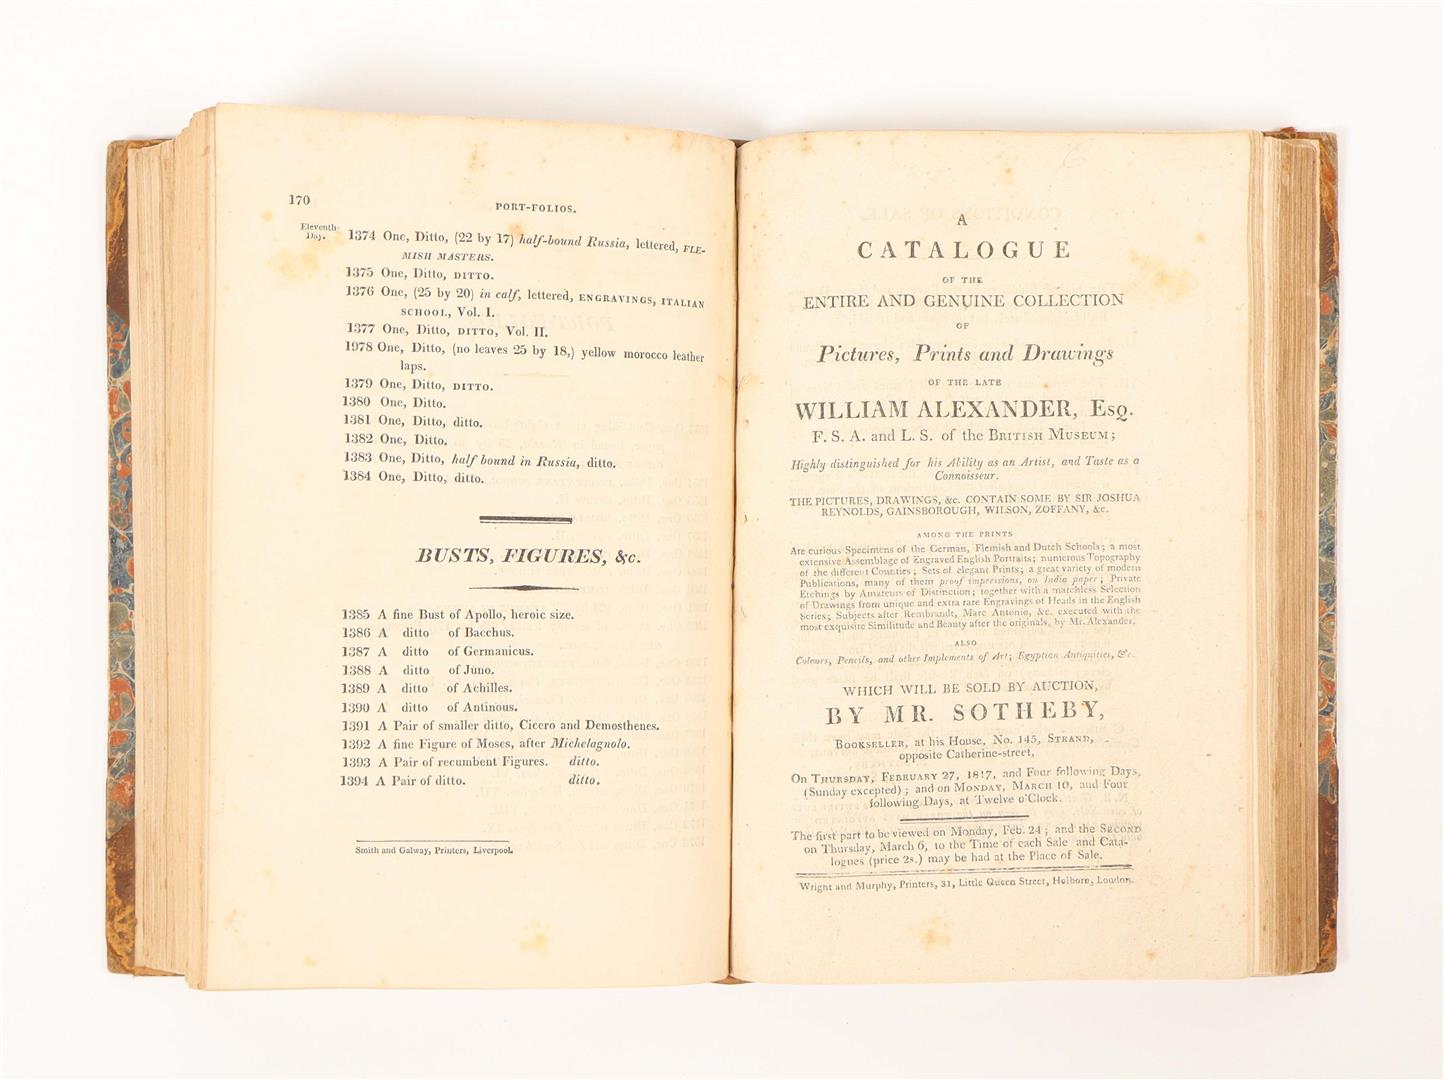 170
PORT-FOLIOS.
Eleventh
Day.
1374 One, Ditto, (22 by 17) half-bound Russia, lettered, FLE-
MISH MASTERS.
1375 One, Ditto, DITTO.
1376 One, (25 by 20) in calf, lettered, ENGRAVINGS, ITALIAN
SCHOOL, Vol. I.
1377 One, Ditto, DITTO, Vol. II.
1978 One, Ditto, (no leaves 25 by 18,) yellow morocco leather
laps.
1379 One, Ditto, DITTO.
1380 One, Ditto.
1381 One, Ditto, ditto.
1382 One, Ditto.
1383 One, Ditto, half bound in Russia, ditto.
1384 One, Ditto, ditto.
BUSTS, FIGURES, &c.
1385 A fine Bust of Apollo, heroic size.
1386 A ditto of Bacchus.
1387 A ditto of Germanicus.
1388 A ditto of Juno.
1389 A ditto of Achilles.
1390 A ditto of Antinous.
1391 A Pair of smaller ditto, Cicero and Demosthenes.
1392 A fine Figure of Moses, after Michelagnolo.
1393 A Pair of recumbent Figures. ditto.
1394 A Pair of ditto. ditto.
Smith and Galway, Printers, Liverpool.
6
A
CATALOGUE
OF THE
ENTIRE AND GENUINE COLLECTION
OF
Pictures, Prints and Drawings
OF THE LATE
WILLIAM ALEXANDER, Esq.
F. S. A. and L. S. of the BRITISH MUSEUM;
Highly distinguished for his Ability as an Artist, and Taste as a
Connoisseur.
THE PICTURES, DRAWINGS, &c. CONTAIN SOME BY SIR JOSHUA
REYNOLDS, GAINSBOROUGH, WILSON, ZOFFANY, &c.
AMONG THE PRINTS
Are curious Specimens of the German, Flemish and Dutch Schools; a most
extensive Assemblage of Engraved English Portraits; numerous Topography
of the different Counties; Sets of elegant Prints; a great variety of modern
Publications, many of them proof impressions, on India paper; Private
Etchings by Amateurs of Distinction; together with a matchless Selection
of Drawings from unique and extra rare Engravings of Heads in the English
Series; Subjects after Rembrandt, Marc Antonio, &c. executed with the
most exquisite Similitude and Beauty after the originals, by Mr. Alexander.
ALSO
Colours, Pencils, and other Implements of Art; Egyptian Antiquities, &c.
WHICH WILL BE SOLD BY AUCTION,
BY MR. SOTHEBY,
BOOKSELLER, at his House, No. 145, STRAND,
opposite Catherine-street,
On THURSDAY, FEBRUARY 27, 1817, and Four following Days,
(Sunday excepted); and on MONDAY, MARCH 10, and Four
following Days, at Twelve o'Clock.
The first part to be viewed on Monday, Feb. 24; and the SECOND
on Thursday, March 6, to the Time of each Sale and Cata-
logues (price 2s.) may be had at the Place of Sale.
Wright and Murphy, Printers, 31, Little Queen Street, Holborn, London.